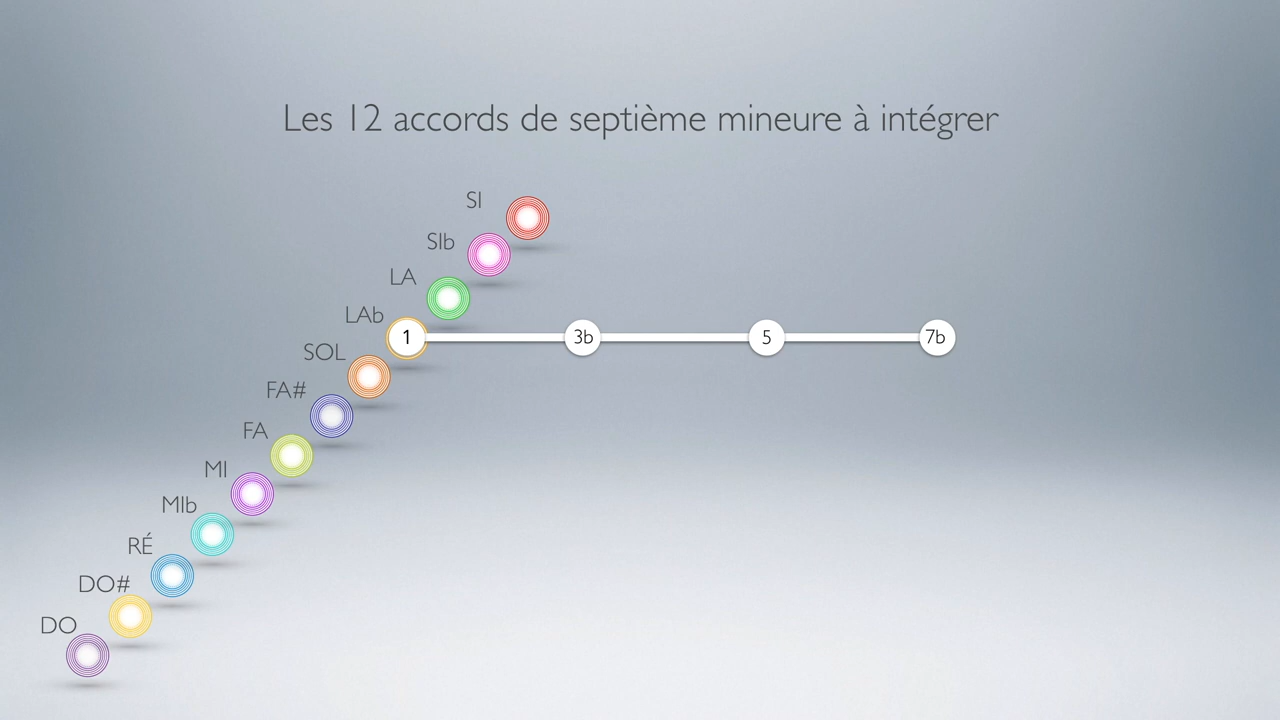 Les 12 accords de septième mineure à intégrer
SI
SIb
LA
LAb
1 3b 5 7b
SOL
FA#
FA
MI
MIb
RÉ
DO#
DO